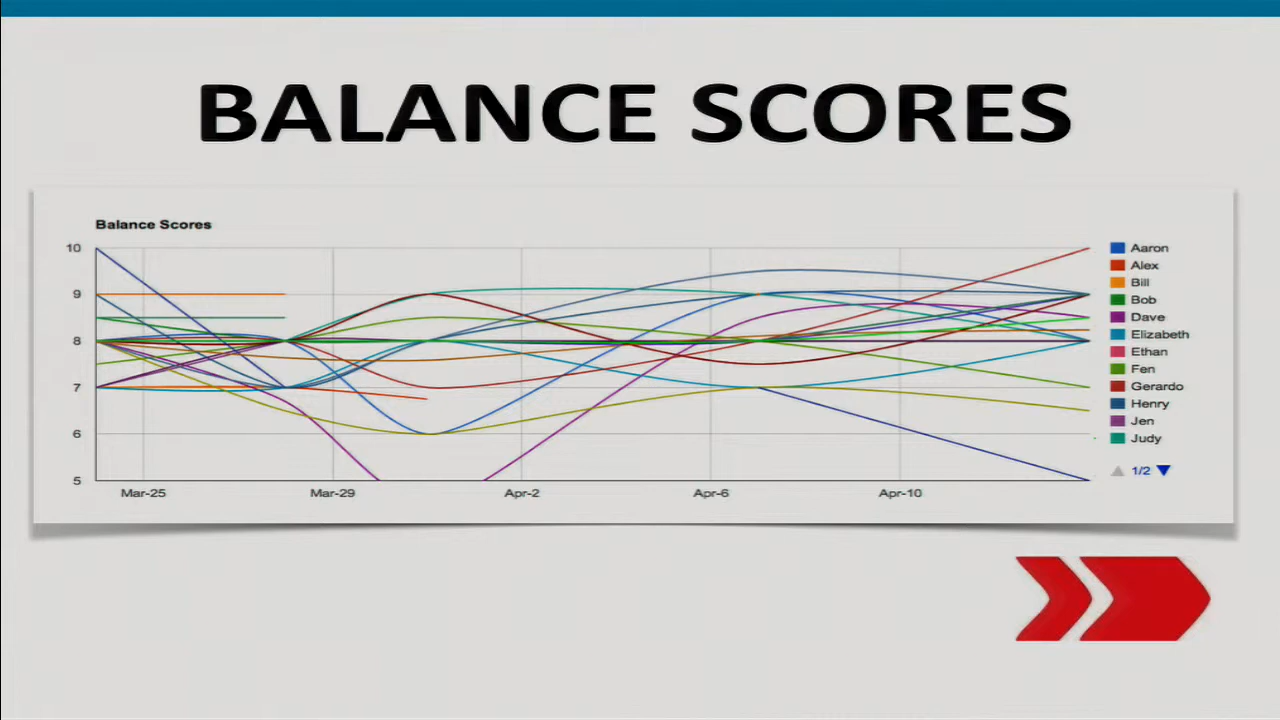 BALANCE SCORES
Balance Scores
10
9
8
7
6
5
Mar-25 Mar-29 Apr-2 Apr-6 Apr-10
Aaron
Alex
Bill
Bob
Dave
Elizabeth
Ethan
Fen
Gerardo
Henry
Jen
Judy
1/2